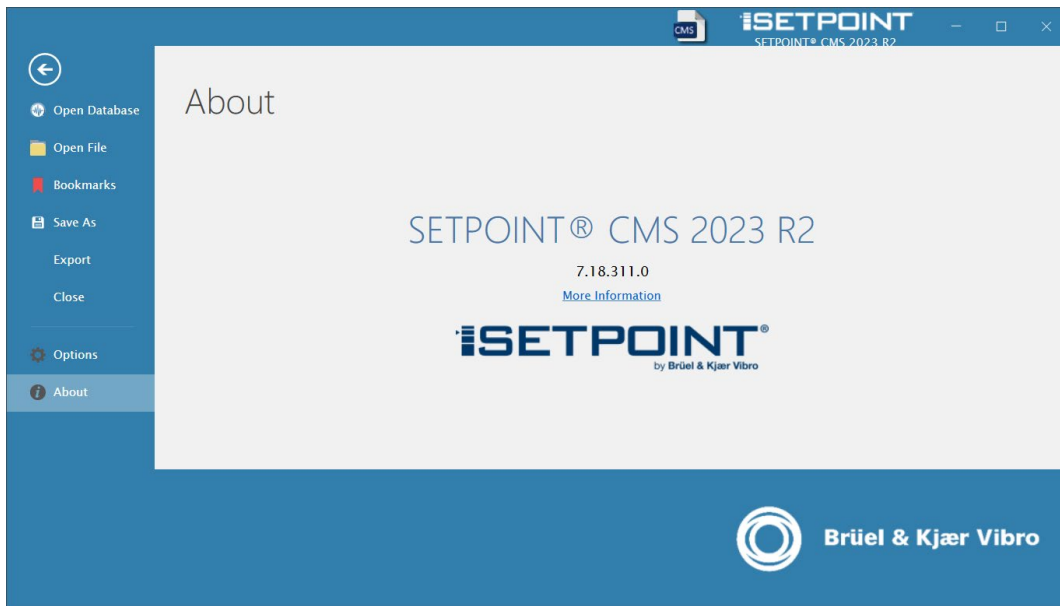 CMS
SETPOINT
SETPOINT® CMS 2023 R2
Open Database
Open File
Bookmarks
Save As
Export
Close
Options
About
About
SETPOINT® CMS 2023 R2
7.18.311.0
More Information
SETPOINT®
by Brüel & Kjær Vibro
Brüel & Kjær Vibro